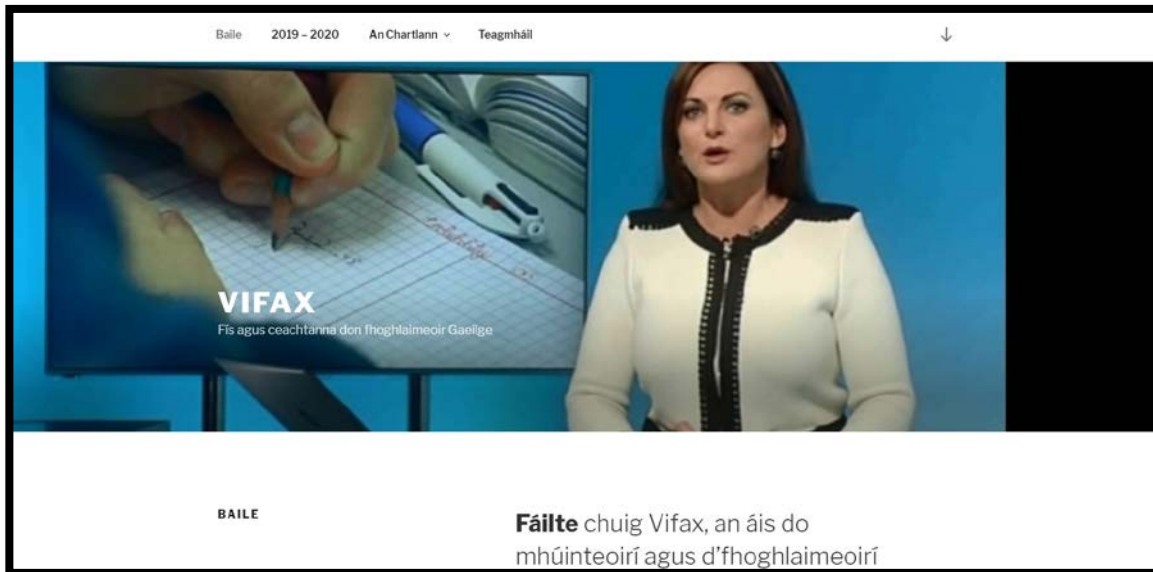 Baile 2019 – 2020 An Chartlann Teagmháil
VIFAX
Fís agus ceachtanna don fhoghlaimeoir Gaeilge
BAILE
Fáilte chuig Vifax, an áis do
mhúinteoirí agus d'fhoghlaimeoirí